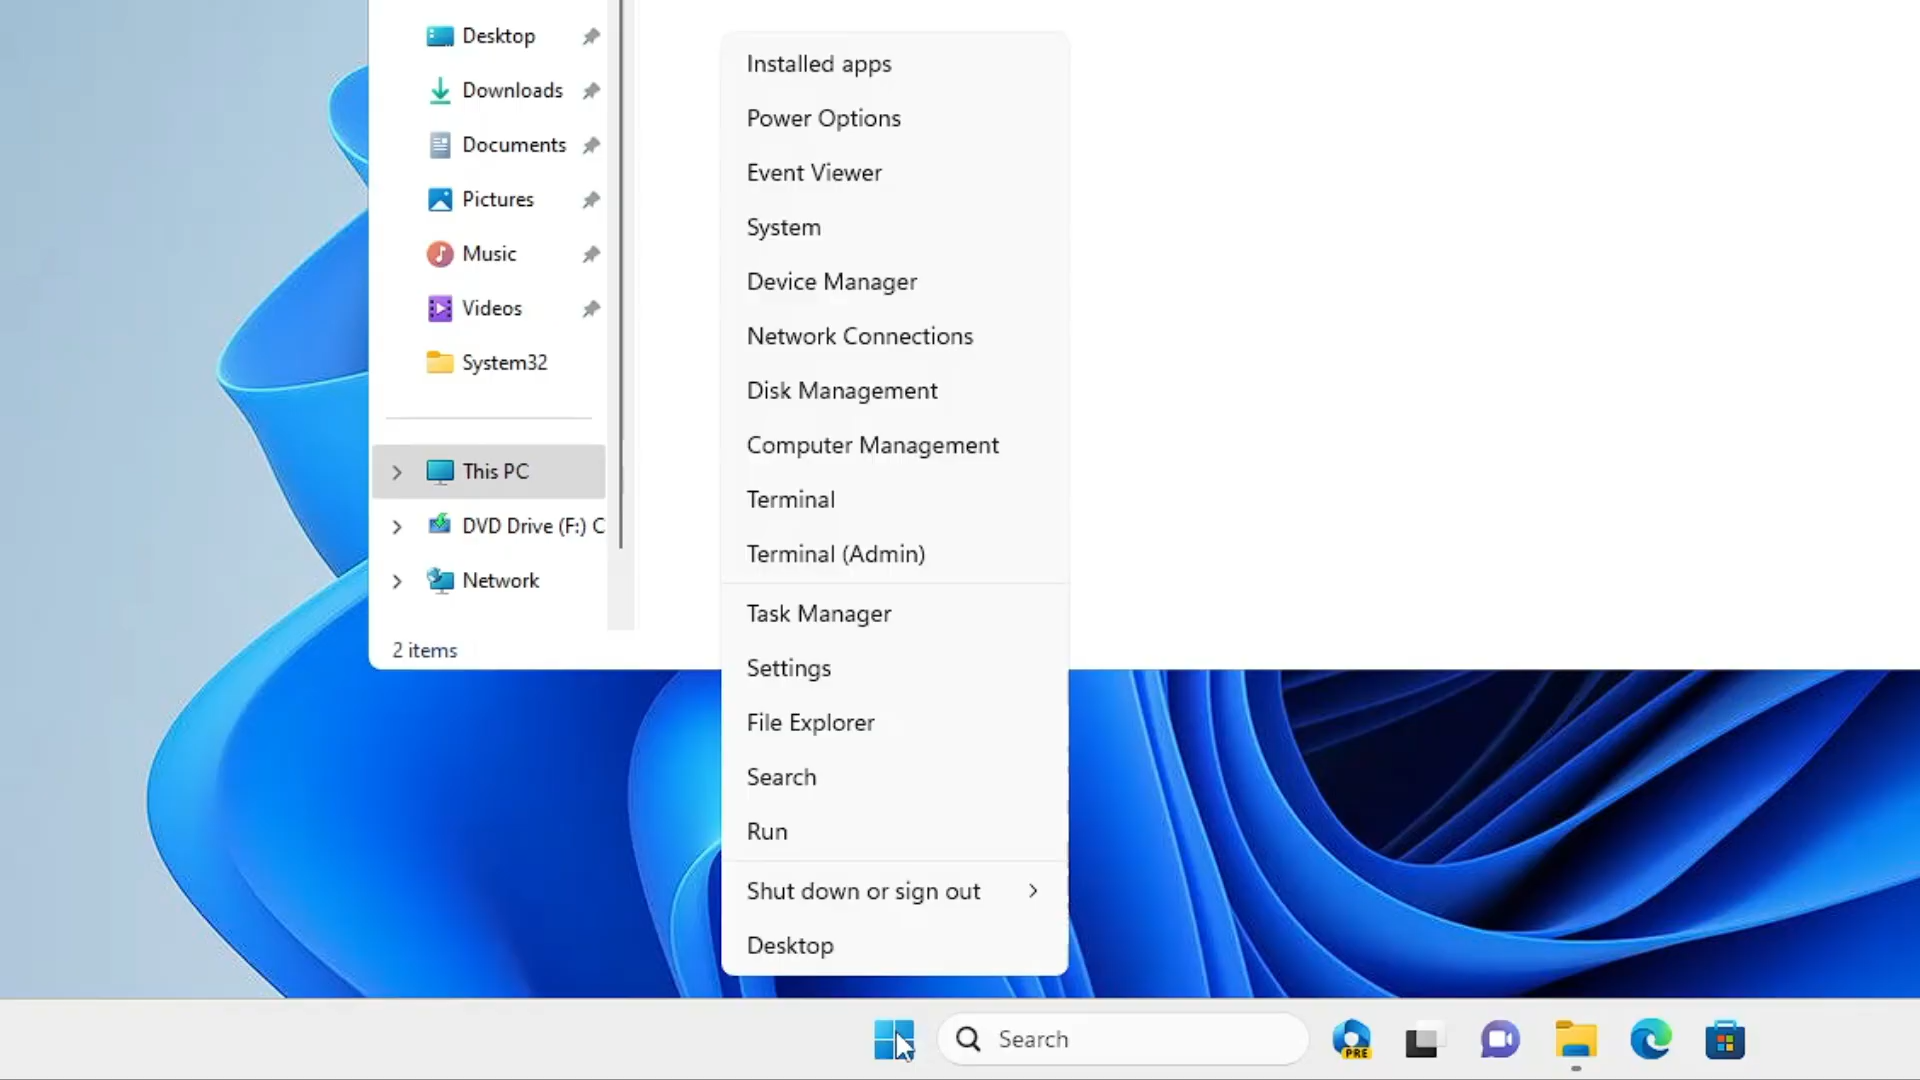 Desktop
Downloads
Documents
Pictures
Music
Videos
System32
This PC
DVD Drive (F:) C
Network
2 items
Installed apps
Power Options
Event Viewer
System
Device Manager
Network Connections
Disk Management
Computer Management
Terminal
Terminal (Admin)
Task Manager
Settings
File Explorer
Search
Run
Shut down or sign out
Desktop
Search
PRE